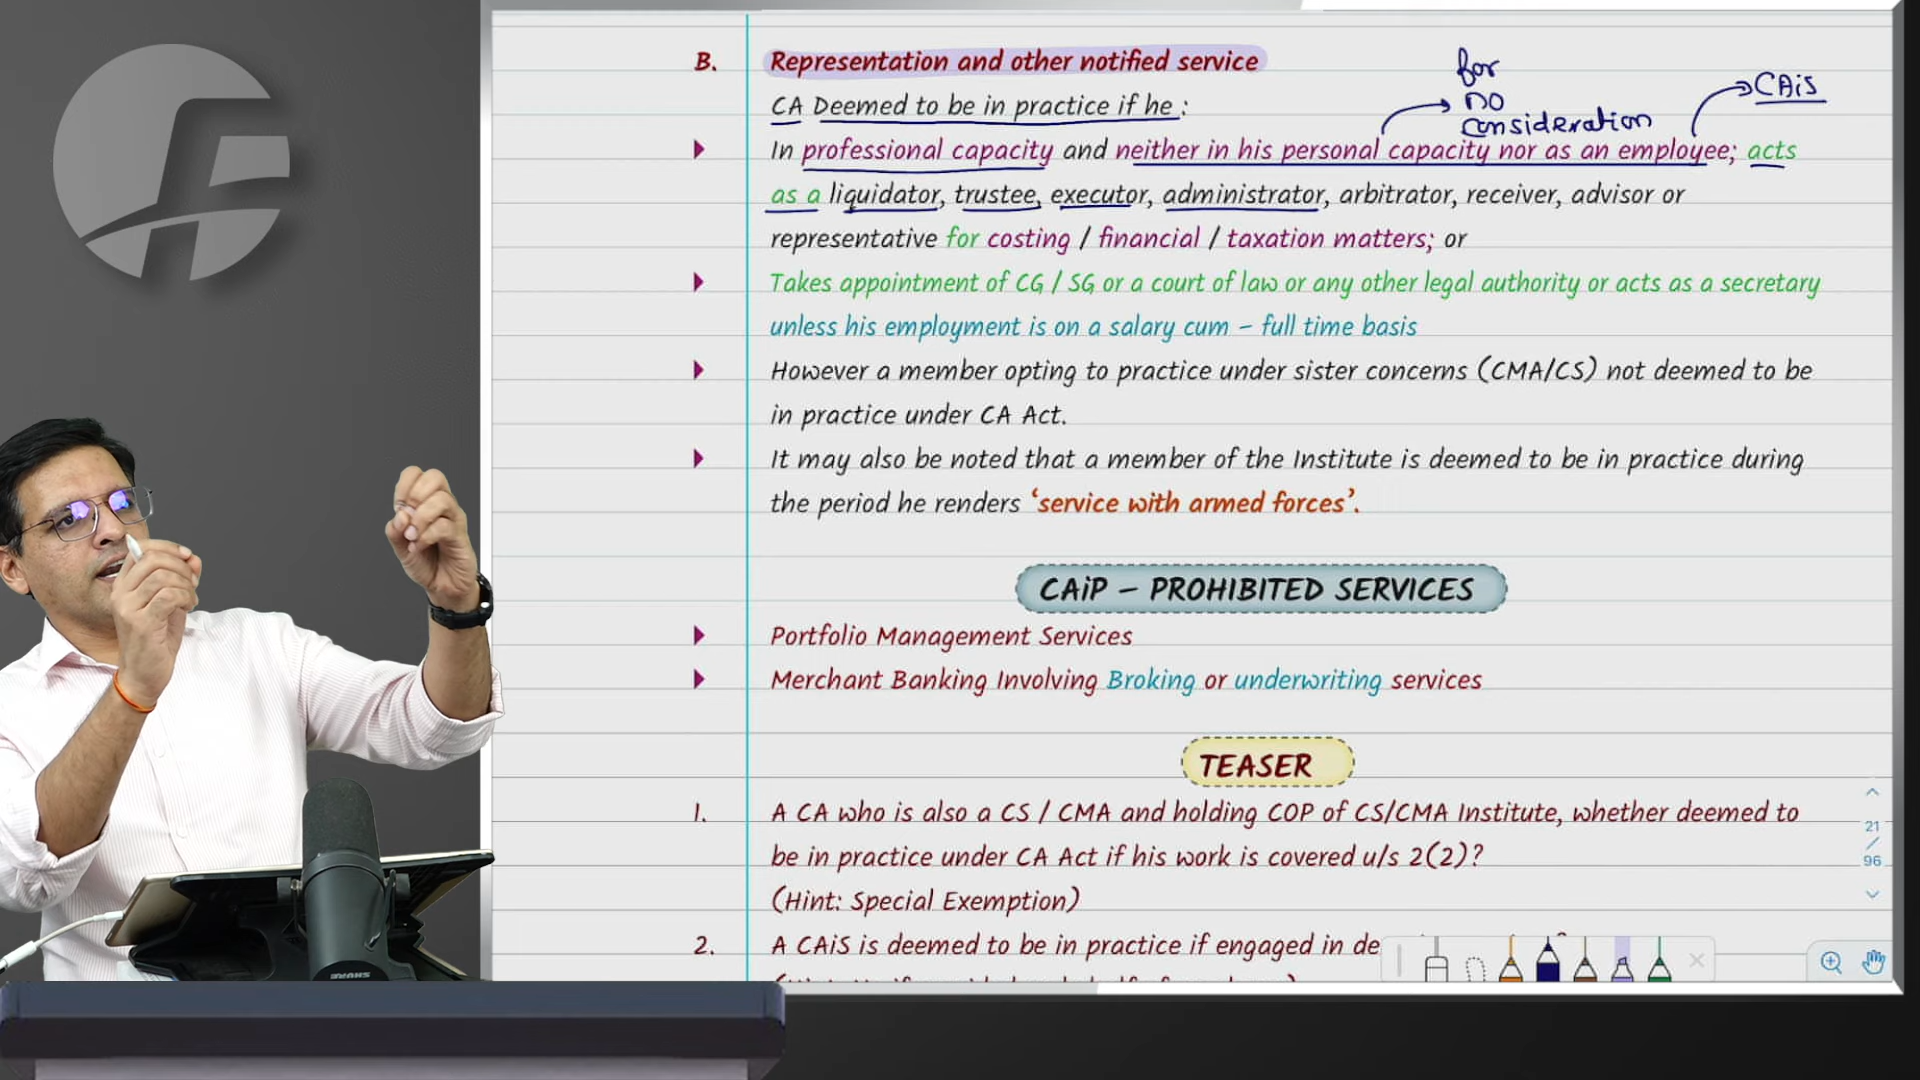 B. Representation and other notified service
for
CA Deemed to be in practice if he :
no
CAiS
consideration
In professional capacity and neither in his personal capacity nor as an employee; acts
as a liquidator, trustee, executor, administrator, arbitrator, receiver, advisor or
representative for costing / financial / taxation matters; or
Takes appointment of CG / SG or a court of law or any other legal authority or acts as a secretary
unless his employment is on a salary cum – full time basis
However a member opting to practice under sister concerns (CMA/CS) not deemed to be
in practice under CA Act.
It may also be noted that a member of the Institute is deemed to be in practice during
the period he renders ‘service with armed forces’.
CAiP – PROHIBITED SERVICES
Portfolio Management Services
Merchant Banking Involving Broking or underwriting services
TEASER
1. A CA who is also a CS / CMA and holding COP of CS/CMA Institute, whether deemed to
be in practice under CA Act if his work is covered u/s 2(2)?
(Hint: Special Exemption)
2. A CAiS is deemed to be in practice if engaged in de
21
/
96
SHURE